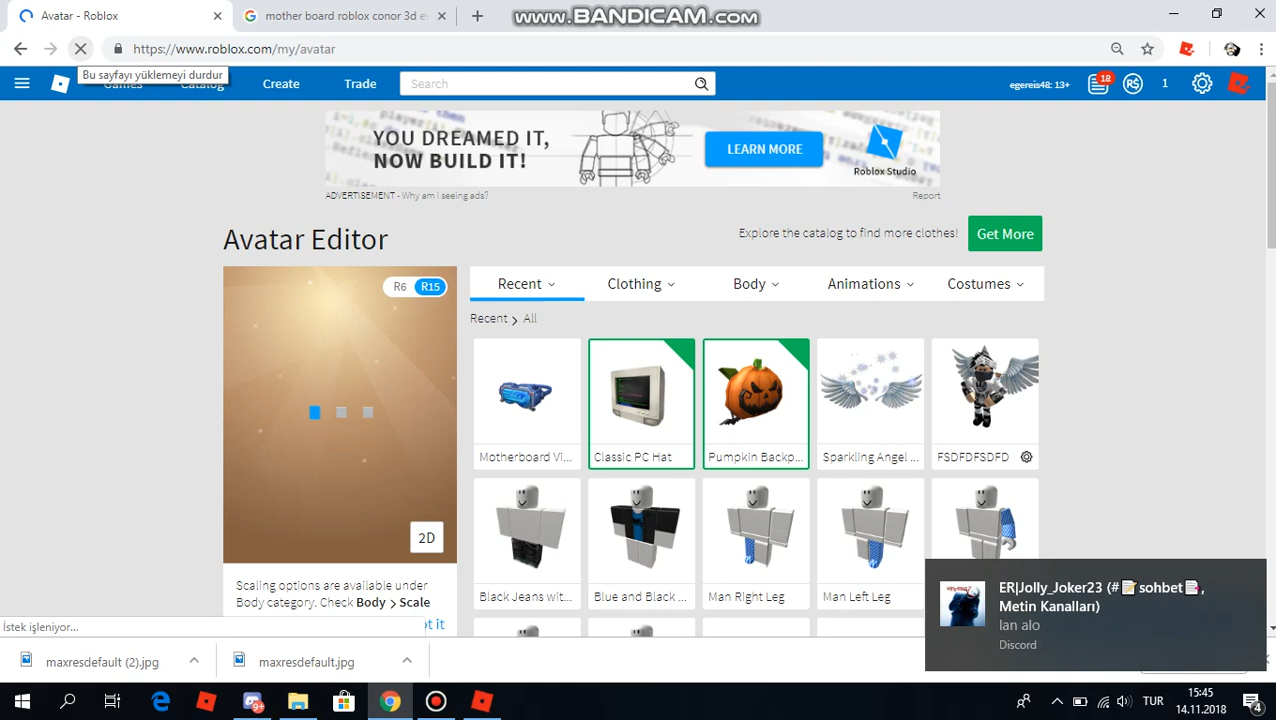 Avatar - Roblox
mother board roblox conor 3d e
www.BANDICAM.com
https://www.roblox.com/my/avatar
Bu sayfayı yüklemeyi durdur
Games
Catalog
Create
Trade
Search
egereis48: 13+
18
R$
1
YOU DREAMED IT,
NOW BUILD IT!
LEARN MORE
Roblox Studio
ADVERTISEMENT - Why am I seeing ads?
Report
Avatar Editor
Explore the catalog to find more clothes!
Get More
R6
R15
Recent
Clothing
Body
Animations
Costumes
Recent > All
Motherboard Vi...
Classic PC Hat
Pumpkin Backp...
Sparkling Angel ...
FSDFDFSDFD
2D
Black Jeans wit...
Blue and Black ...
Man Right Leg
Man Left Leg
Scaling options are available under
Body category. Check Body > Scale
ot it
İstek işleniyor...
ER|Jolly_Joker23 (#📝sohbet📝,
Metin Kanalları)
lan alo
Discord
maxresdefault (2).jpg
maxresdefault.jpg
9+
TUR
15:45
14.11.2018
4